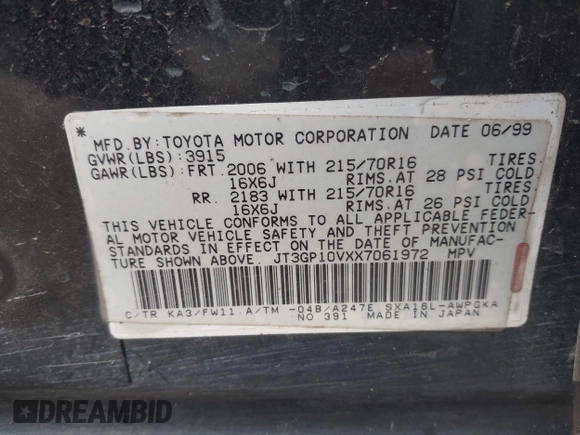 * MFD. BY: TOYOTA MOTOR CORPORATION DATE 06/99
GVWR(LBS):3915
GAWR(LBS):FRT. 2006 WITH 215/70R16 TIRES.
16X6J RIMS. AT 28 PSI COLD
RR. 2183 WITH 215/70R16 TIRES.
16X6J RIMS. AT 26 PSI COLD
THIS VEHICLE CONFORMS TO ALL APPLICABLE FEDER-
AL MOTOR VEHICLE SAFETY AND THEFT PREVENTION
STANDARDS IN EFFECT ON THE DATE OF MANUFAC-
TURE SHOWN ABOVE. JT3GP10VXX7061972 MPV
C/TR KA3/FW11 A/TM -04B/A247E SXA16L-AWPGKA
NO 391 MADE IN JAPAN
DREAMBID